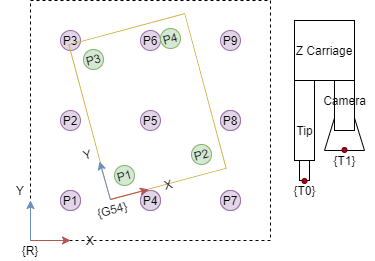 P3
P6
P4
P9
P3
P2
P5
P8
Y
P1
P2
X
Y
P1
{G54}
P4
P7
{R}
X
Z Carriage
Camera
Tip
{T1}
{T0}